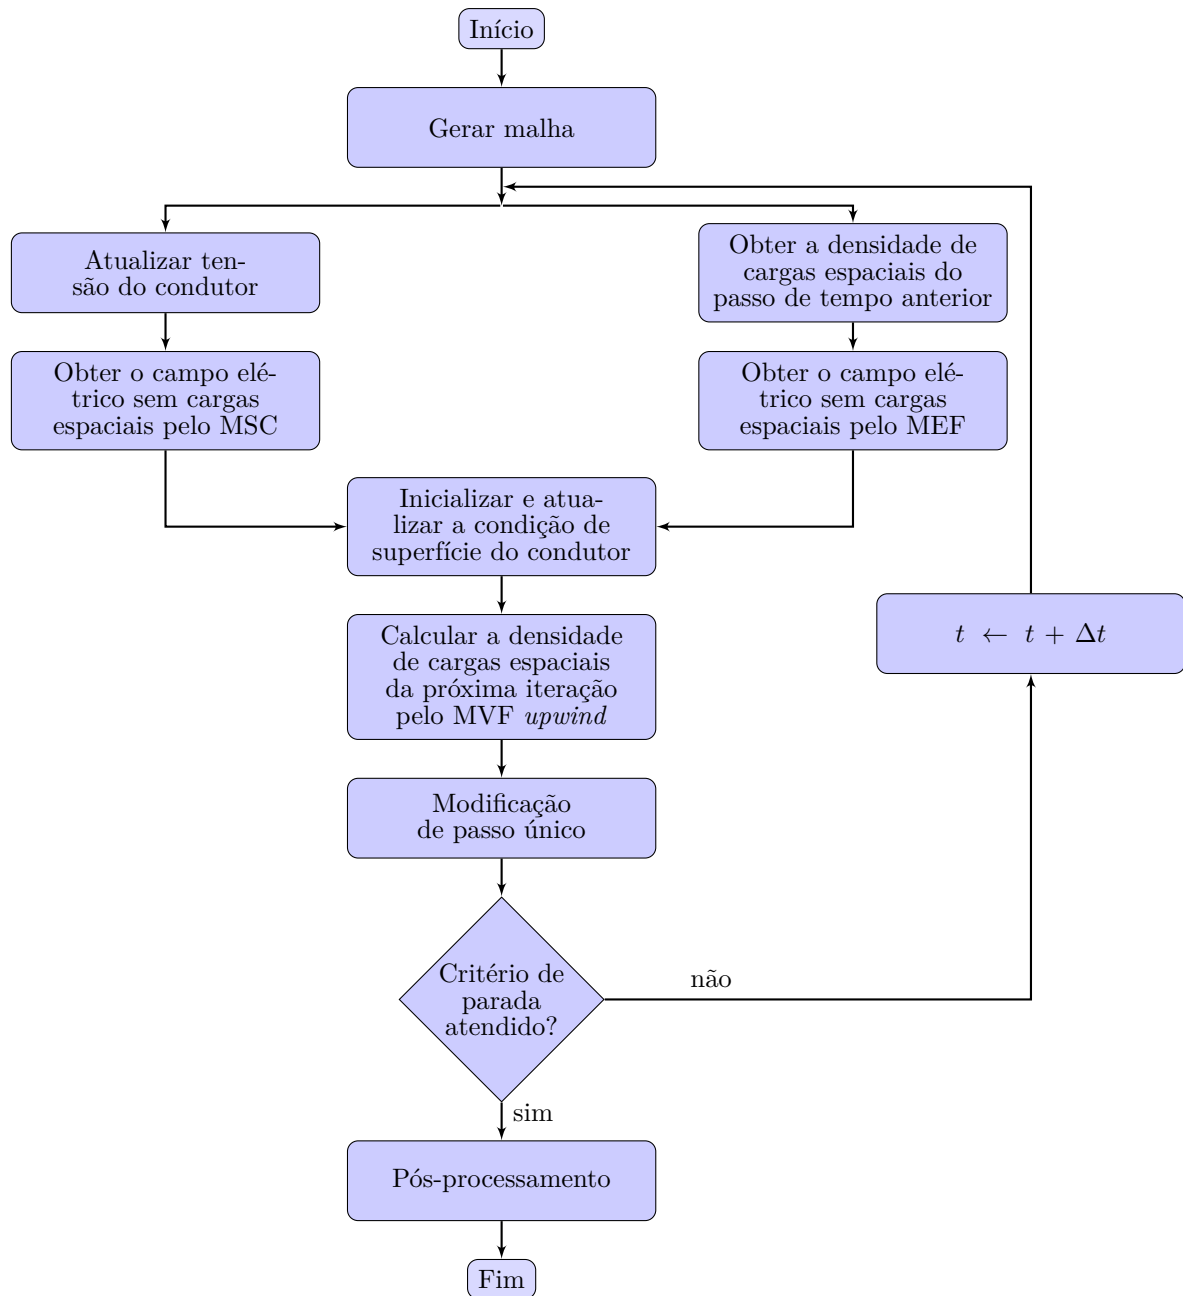 Início
Gerar malha
Atualizar ten-
são do condutor
Obter a densidade de
cargas espaciais do
passo de tempo anterior
Obter o campo elé-
trico sem cargas
espaciais pelo MSC
Obter o campo elé-
trico sem cargas
espaciais pelo MEF
Inicializar e atua-
lizar a condição de
superfície do condutor
Calcular a densidade
de cargas espaciais
da próxima iteração
pelo MVF upwind
t ← t + Δt
Modificação
de passo único
Critério de
parada
atendido?
não
sim
Pós-processamento
Fim